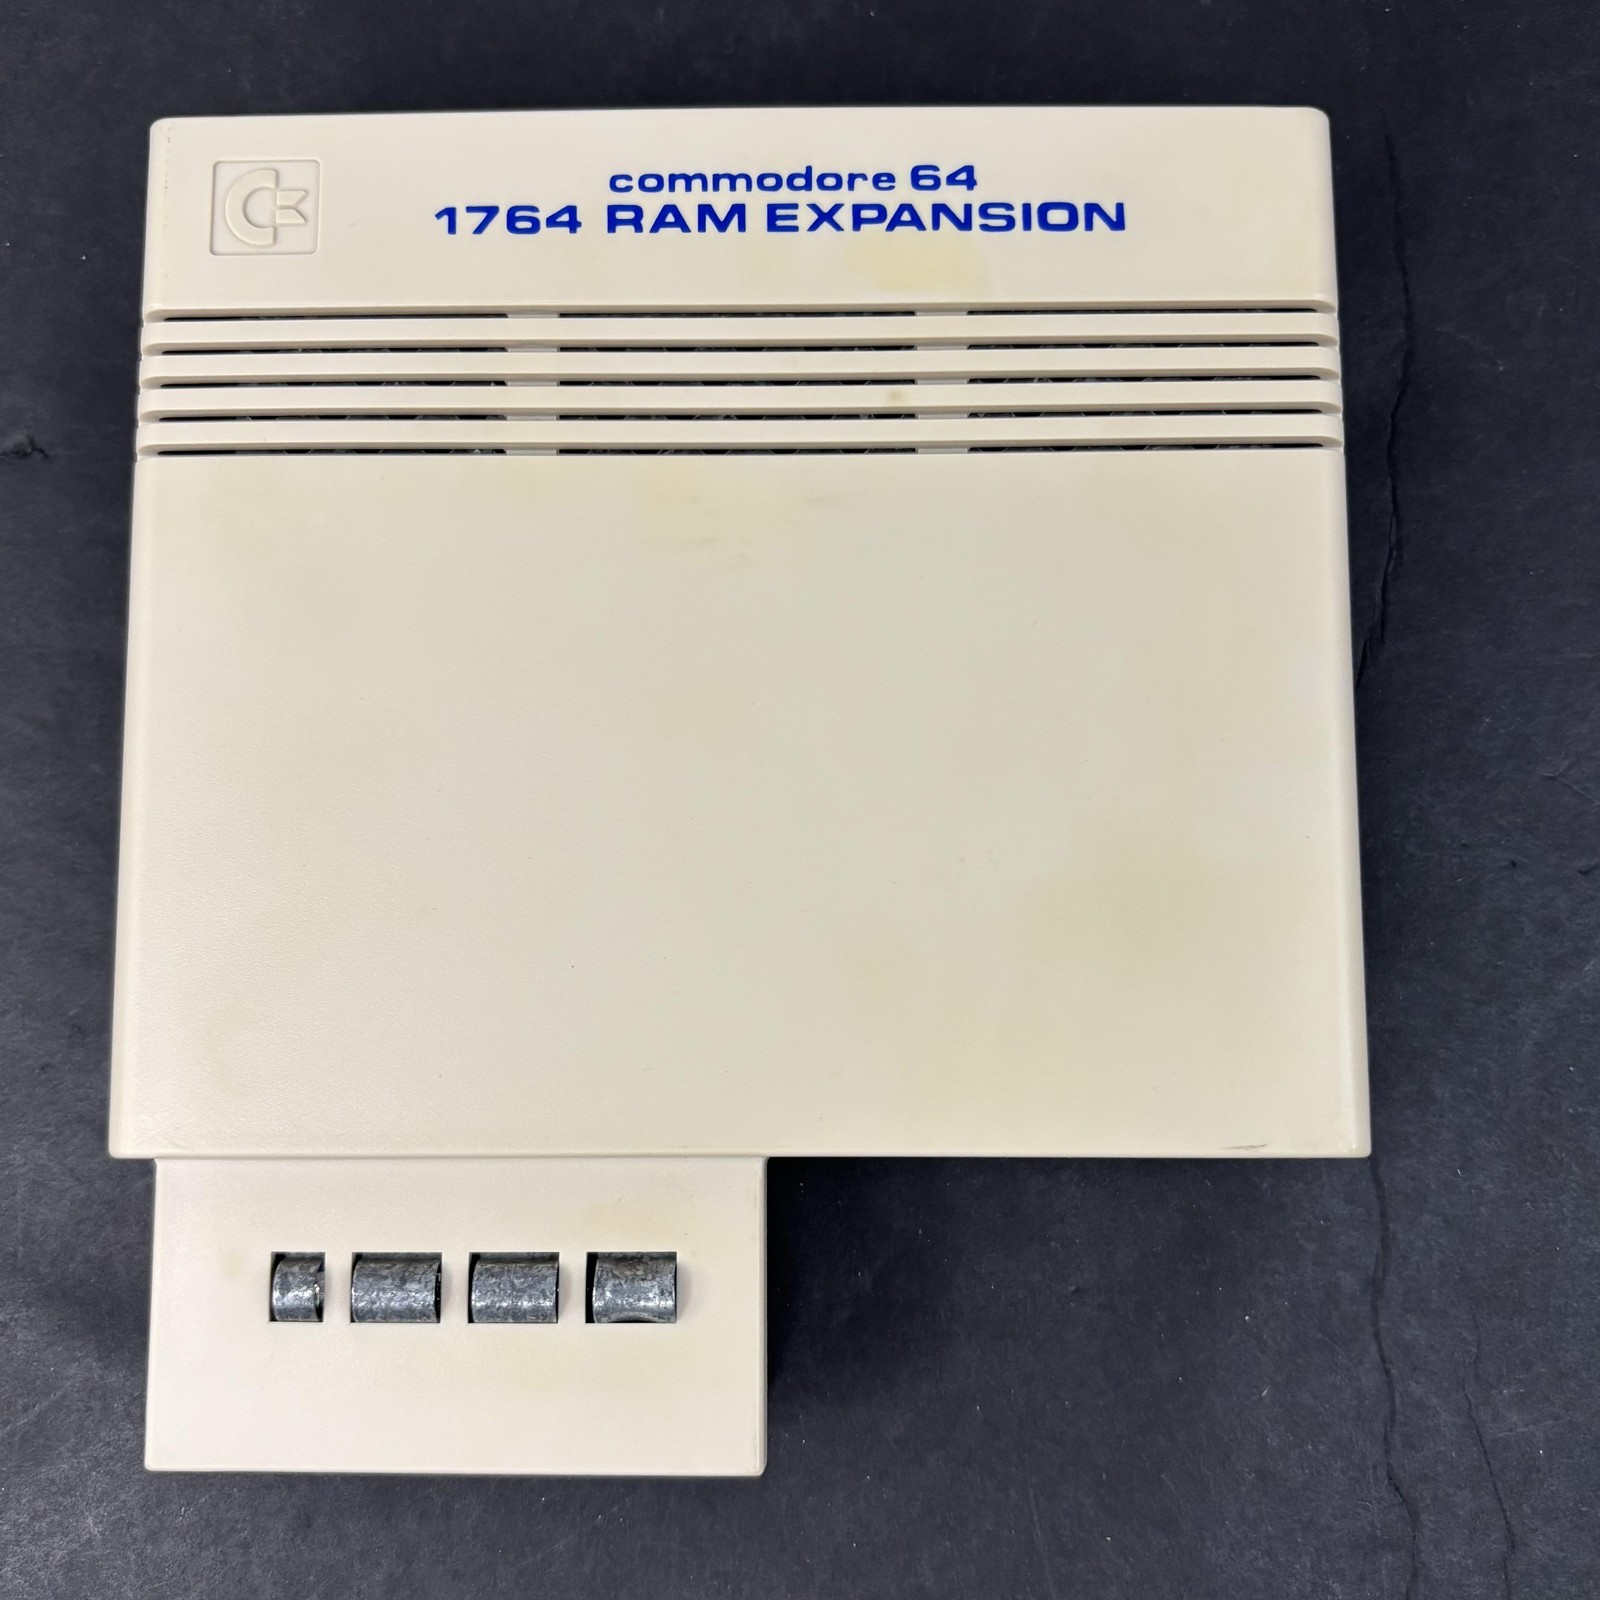 commodore 64
1764 RAM EXPANSION